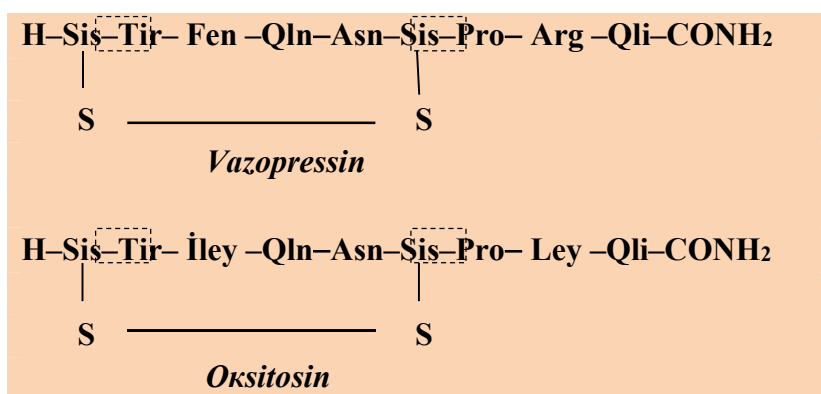 H–Sis–Tir– Fen –Qln–Asn–Sis–Pro– Arg –Qli–CONH₂
S S
Vazopressin
H–Sis–Tir– İley –Qln–Asn–Sis–Pro– Ley –Qli–CONH₂
S S
Oкsitosin